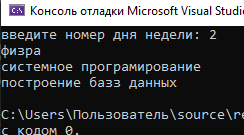 Консоль отладки Microsoft Visual Studi
введите номер дня недели: 2
физра
системное програмирование
построение базз данных
C:\Users\Пользователь\source\re
с кодом 0.